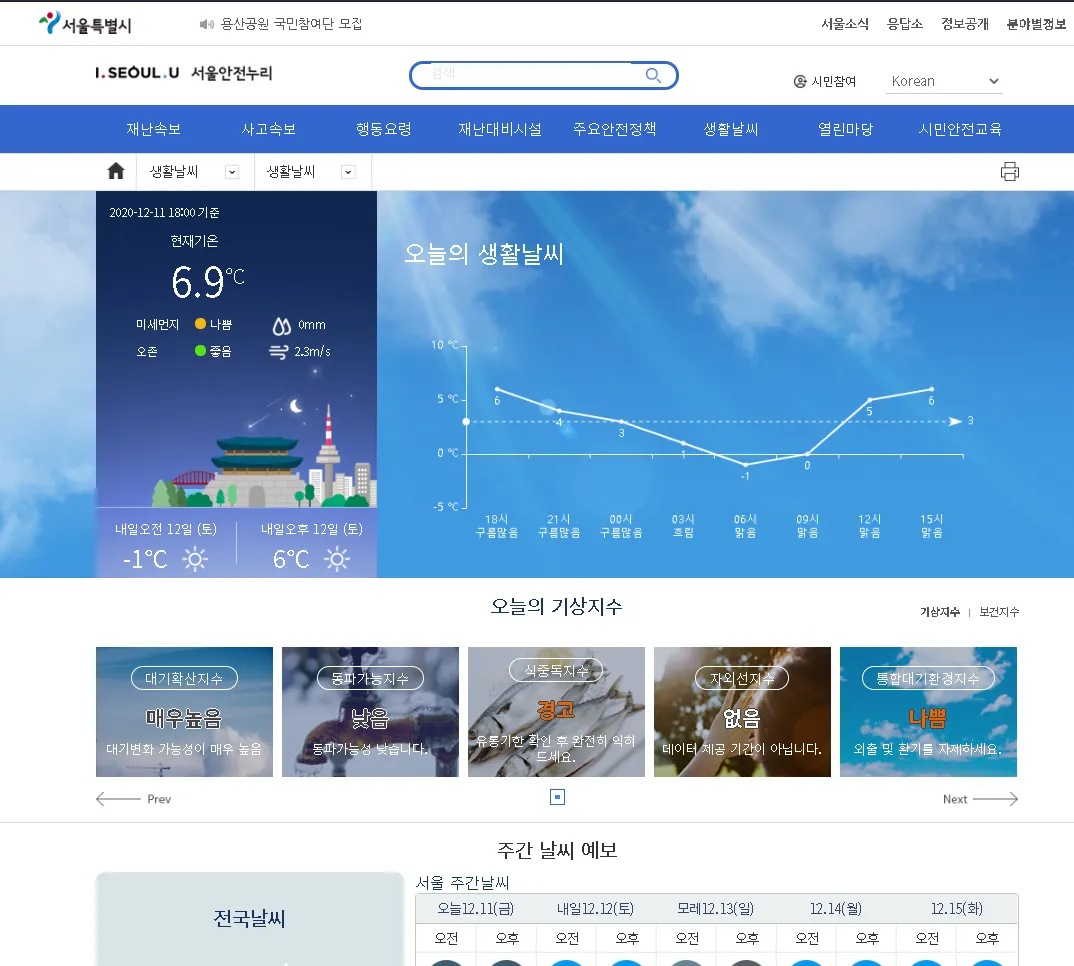 서울특별시
용산공원 국민참여단 모집
서울소식 응답소 정보공개 분야별정보
I.SEOUL.U 서울안전누리
검색
시민참여
Korean
재난속보 사고속보 행동요령 재난대비시설 주요안전정책 생활날씨 열린마당 시민안전교육
생활날씨 생활날씨
2020-12-11 18:00 기준
현재기온
6.9℃
미세먼지 나쁨 0mm
오존 좋음 2.3m/s
내일오전 12일 (토) 내일오후 12일 (토)
-1℃ 6℃
오늘의 생활날씨
10 ℃
5 ℃
0 ℃
-5 ℃
6 4 3 1 -1 0 5 6
3
18시 21시 00시 03시 06시 09시 12시 15시
구름많음 구름많음 구름많음 흐림 맑음 맑음 맑음 맑음
오늘의 기상지수
기상지수 | 보건지수
대기확산지수
매우높음
대기변화 가능성이 매우 높음
동파가능지수
낮음
동파가능성 낮습니다.
식중독지수
경고
유통기한 확인 후 완전히 익혀
드세요.
자외선지수
없음
데이터 제공 기간이 아닙니다.
통합대기환경지수
나쁨
외출 및 환기를 자제하세요.
Prev Next
주간 날씨 예보
전국날씨
서울 주간날씨
오늘12.11(금) 내일12.12(토) 모레12.13(일) 12.14(월) 12.15(화)
오전 오후 오전 오후 오전 오후 오전 오후 오전 오후